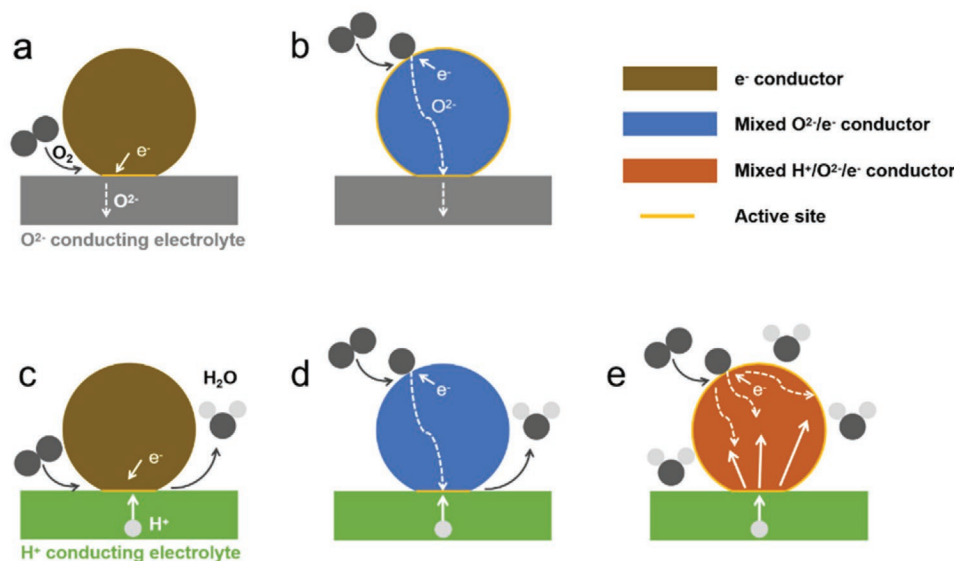 a
O₂
e⁻
O²⁻
O²⁻ conducting electrolyte
b
e⁻
O²⁻
e⁻ conductor
Mixed O²⁻/e⁻ conductor
Mixed H⁺/O²⁻/e⁻ conductor
Active site
c
H₂O
e⁻
H⁺
H⁺ conducting electrolyte
d
e⁻
e
e⁻